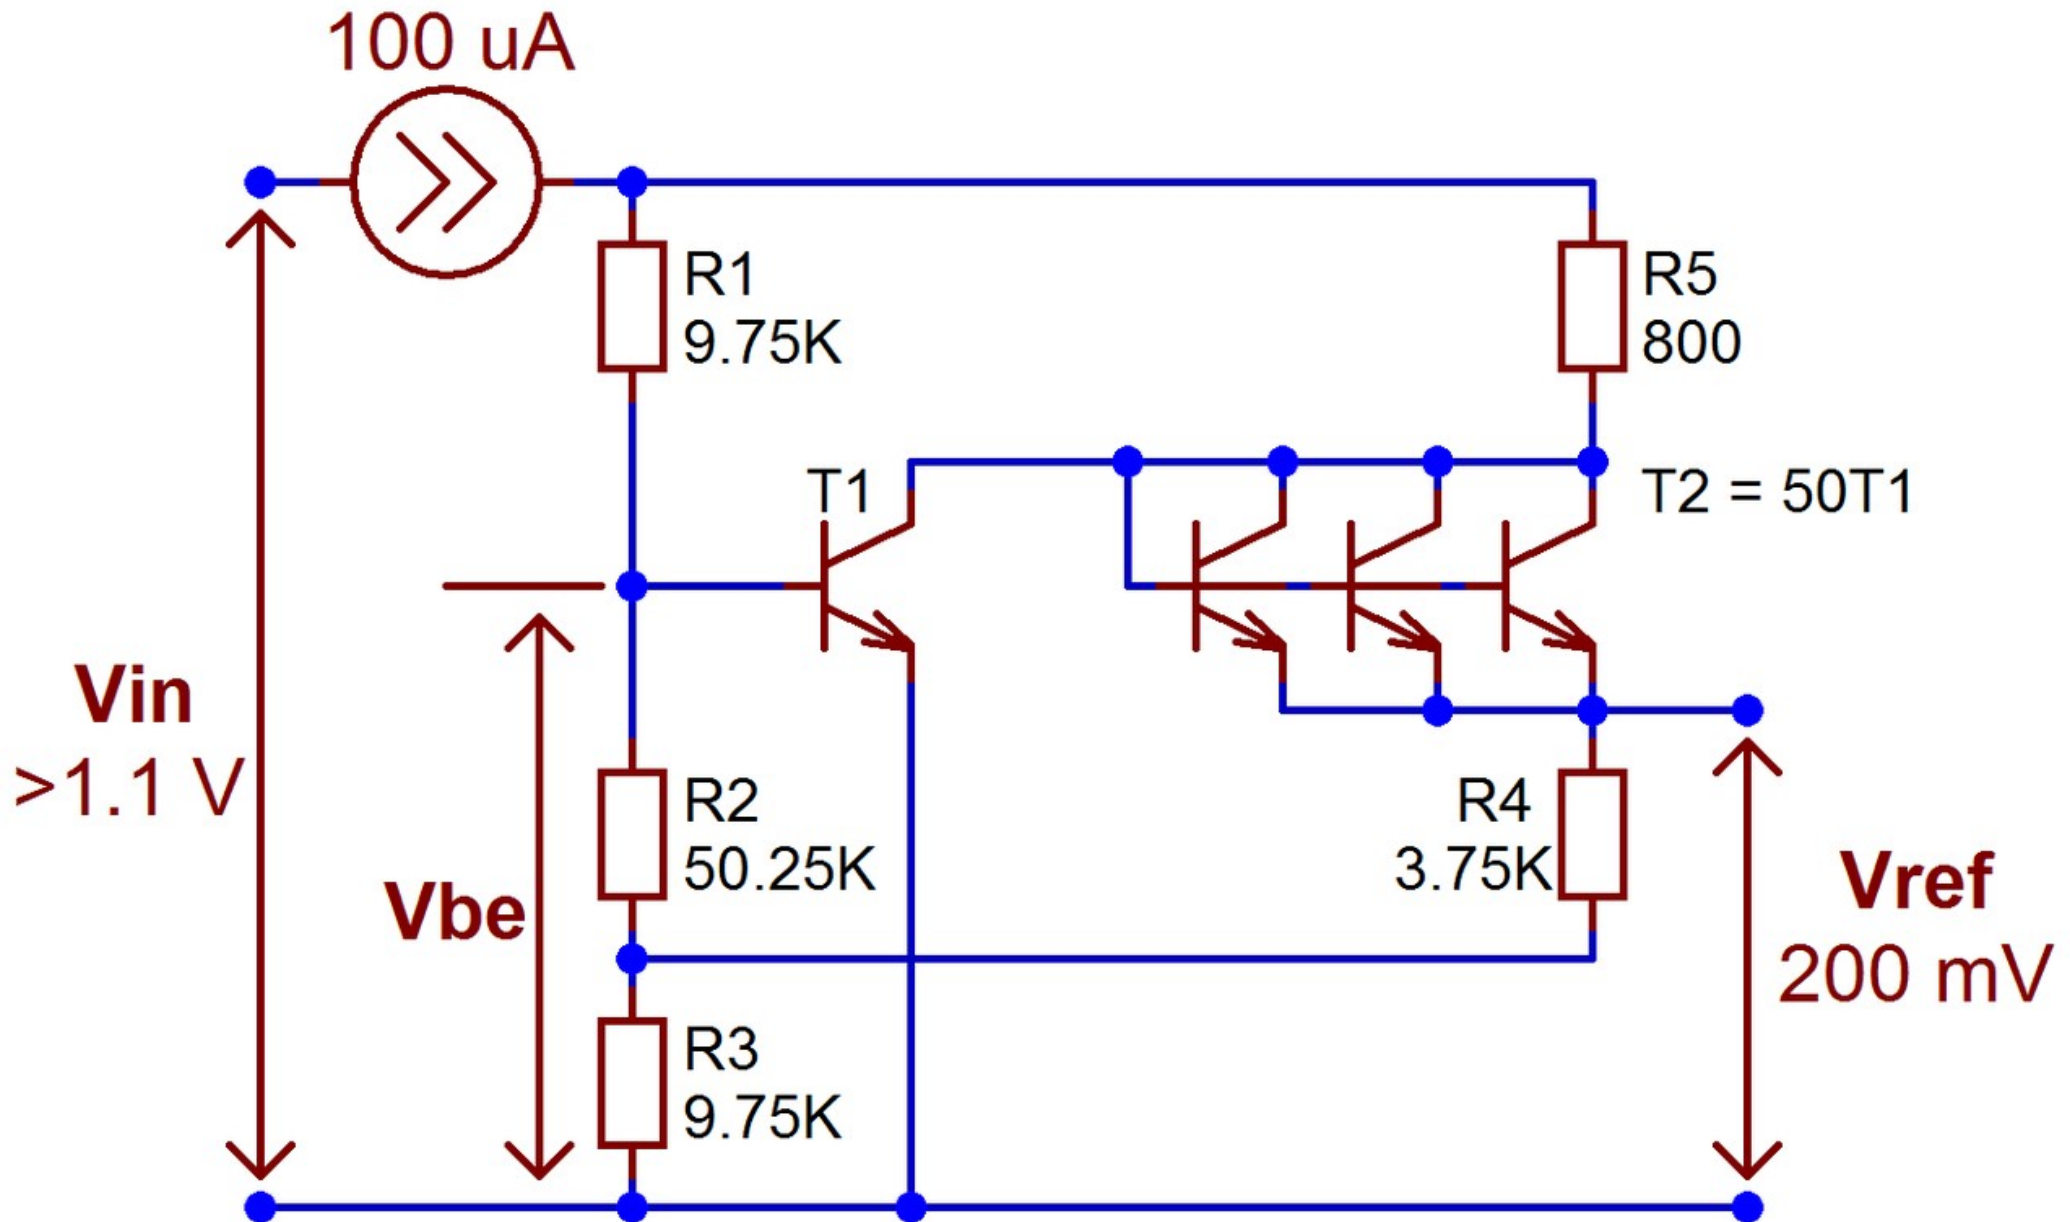 100 uA
R1
9.75K
R5
800
T1
T2 = 50T1
Vin
>1.1 V
R2
50.25K
R4
3.75K
Vbe
Vref
200 mV
R3
9.75K